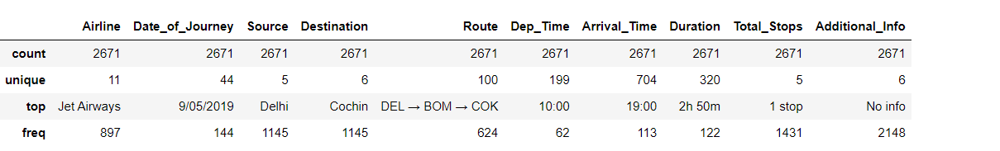 Airline Date_of_Journey Source Destination Route Dep_Time Arrival_Time Duration Total_Stops Additional_Info
count 2671 2671 2671 2671 2671 2671 2671 2671 2671 2671
unique 11 44 5 6 100 199 704 320 5 6
top Jet Airways 9/05/2019 Delhi Cochin DEL → BOM → COK 10:00 19:00 2h 50m 1 stop No info
freq 897 144 1145 1145 624 62 113 122 1431 2148